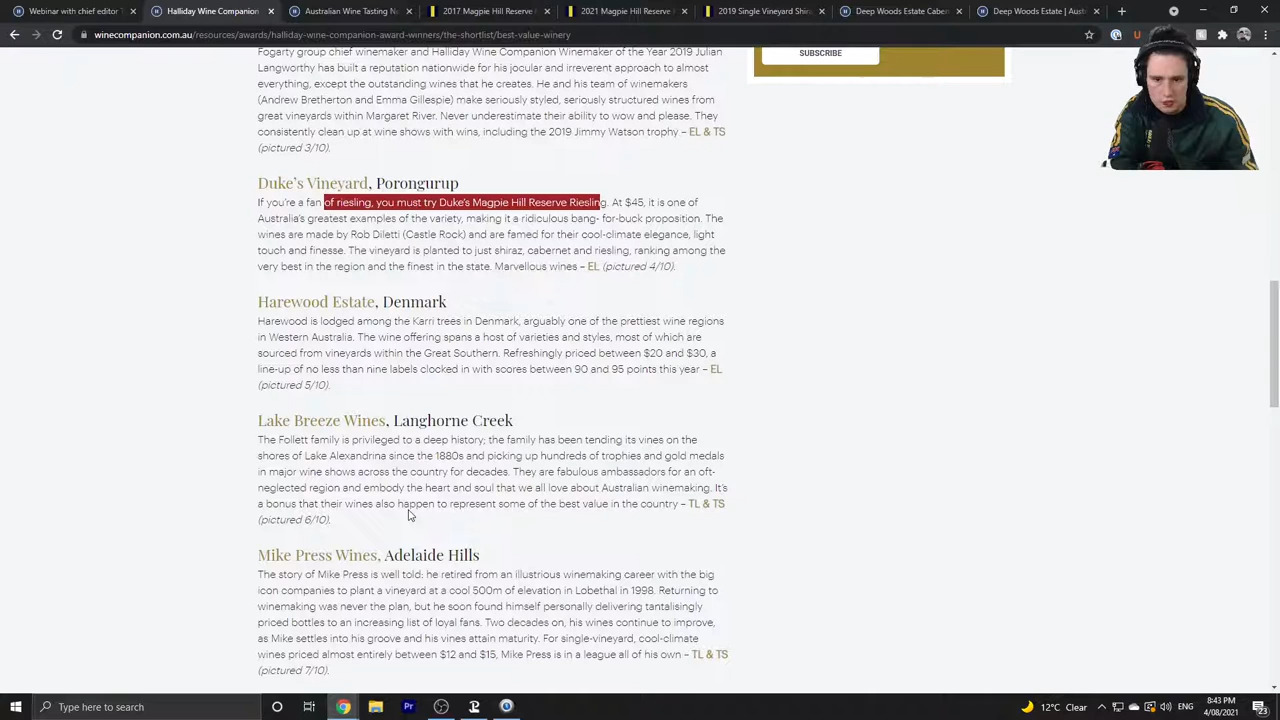 Webinar with chief editor T
Halliday Wine Companion
Australian Wine Tasting No
2017 Magpie Hill Reserve
2021 Magpie Hill Reserve
2019 Single Vineyard Shir
Deep Woods Estate Caber
Deep Woods Estate | Aust
winecompanion.com.au/resources/awards/halliday-wine-companion-award-winners/the-shortlist/best-value-winery
SUBSCRIBE
Fogarty group chief winemaker and Halliday Wine Companion Winemaker of the Year 2019 Julian
Langworthy has built a reputation nationwide for his jocular and irreverent approach to almost
everything, except the outstanding wines that he creates. He and his team of winemakers
(Andrew Bretherton and Emma Gillespie) make seriously styled, seriously structured wines from
great vineyards within Margaret River. Never underestimate their ability to wow and please. They
consistently clean up at wine shows with wins, including the 2019 Jimmy Watson trophy – EL & TS
(pictured 3/10).
Duke's Vineyard, Porongurup
If you're a fan of riesling, you must try Duke's Magpie Hill Reserve Riesling. At $45, it is one of
Australia's greatest examples of the variety, making it a ridiculous bang- for-buck proposition. The
wines are made by Rob Diletti (Castle Rock) and are famed for their cool-climate elegance, light
touch and finesse. The vineyard is planted to just shiraz, cabernet and riesling, ranking among the
very best in the region and the finest in the state. Marvellous wines – EL (pictured 4/10).
Harewood Estate, Denmark
Harewood is lodged among the Karri trees in Denmark, arguably one of the prettiest wine regions
in Western Australia. The wine offering spans a host of varieties and styles, most of which are
sourced from vineyards within the Great Southern. Refreshingly priced between $20 and $30, a
line-up of no less than nine labels clocked in with scores between 90 and 95 points this year – EL
(pictured 5/10).
Lake Breeze Wines, Langhorne Creek
The Follett family is privileged to a deep history; the family has been tending its vines on the
shores of Lake Alexandrina since the 1880s and picking up hundreds of trophies and gold medals
in major wine shows across the country for decades. They are fabulous ambassadors for an oft-
neglected region and embody the heart and soul that we all love about Australian winemaking. It's
a bonus that their wines also happen to represent some of the best value in the country – TL & TS
(pictured 6/10).
Mike Press Wines, Adelaide Hills
The story of Mike Press is well told: he retired from an illustrious winemaking career with the big
icon companies to plant a vineyard at a cool 500m of elevation in Lobethal in 1998. Returning to
winemaking was never the plan, but he soon found himself personally delivering tantalisingly
priced bottles to an increasing list of loyal fans. Two decades on, his wines continue to improve,
as Mike settles into his groove and his vines attain maturity. For single-vineyard, cool-climate
wines priced almost entirely between $12 and $15, Mike Press is in a league all of his own – TL & TS
(pictured 7/10).
Type here to search
Pr
12°C Clear
ENG
8:43 PM
4/08/2021
23